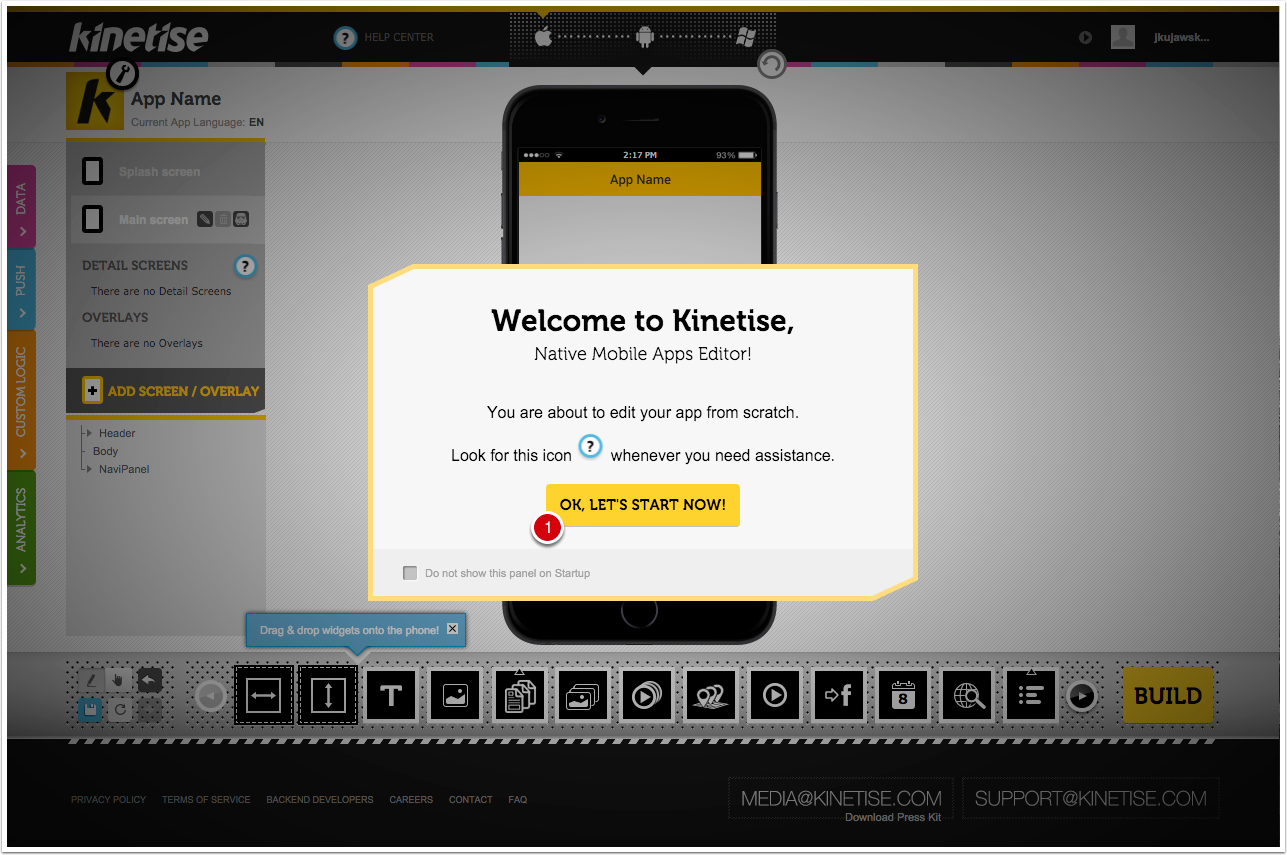 kinetise
? HELP CENTER
jkujawsk...
k
App Name
Current App Language: EN
Splash screen
Main screen
DETAIL SCREENS ?
There are no Detail Screens
OVERLAYS
There are no Overlays
ADD SCREEN / OVERLAY
Header
Body
NaviPanel
DATA
PUSH
CUSTOM LOGIC
ANALYTICS
2:17 PM 93%
App Name
Welcome to Kinetise,
Native Mobile Apps Editor!
You are about to edit your app from scratch.
Look for this icon ? whenever you need assistance.
OK, LET'S START NOW!
1
Do not show this panel on Startup
Drag & drop widgets onto the phone!
T
f
8
BUILD
PRIVACY POLICY TERMS OF SERVICE BACKEND DEVELOPERS CAREERS CONTACT FAQ
MEDIA@KINETISE.COM
Download Press Kit
SUPPORT@KINETISE.COM